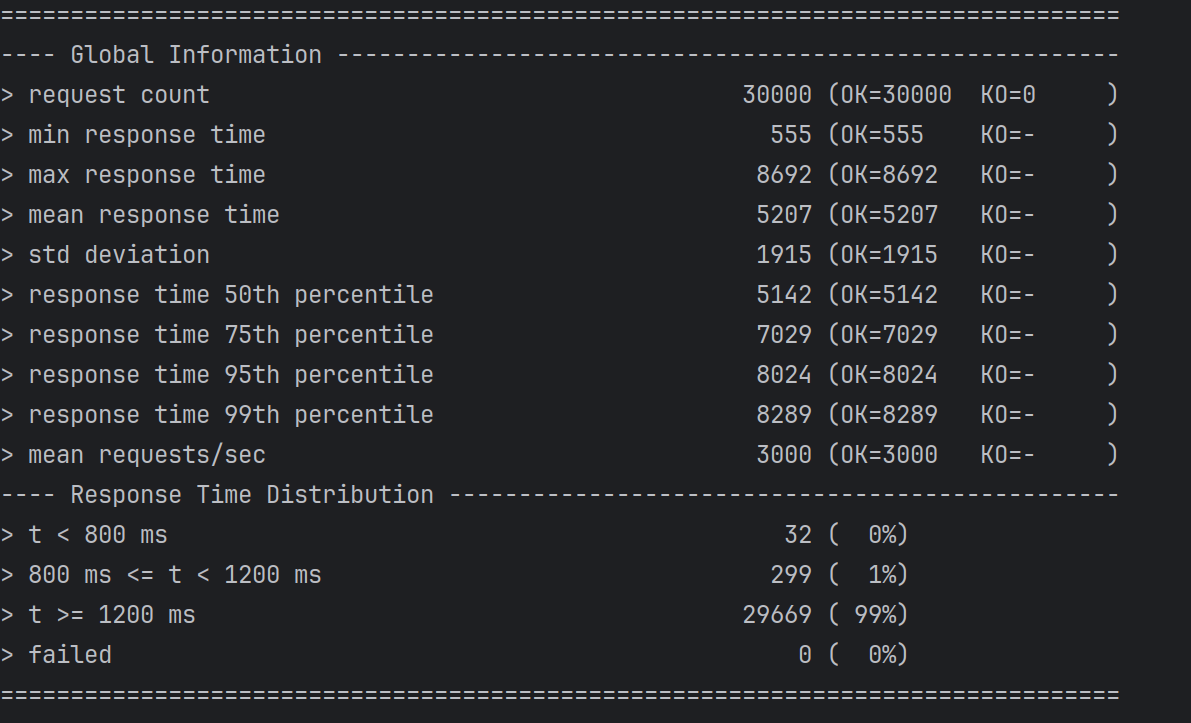 ================================================================================
---- Global Information --------------------------------------------------------
> request count                                      30000 (OK=30000  KO=0     )
> min response time                                    555 (OK=555    KO=-     )
> max response time                                   8692 (OK=8692   KO=-     )
> mean response time                                  5207 (OK=5207   KO=-     )
> std deviation                                       1915 (OK=1915   KO=-     )
> response time 50th percentile                       5142 (OK=5142   KO=-     )
> response time 75th percentile                       7029 (OK=7029   KO=-     )
> response time 95th percentile                       8024 (OK=8024   KO=-     )
> response time 99th percentile                       8289 (OK=8289   KO=-     )
> mean requests/sec                                   3000 (OK=3000   KO=-     )
---- Response Time Distribution ------------------------------------------------
> t < 800 ms                                            32 (  0%)
> 800 ms <= t < 1200 ms                                299 (  1%)
> t >= 1200 ms                                       29669 ( 99%)
> failed                                                 0 (  0%)
================================================================================